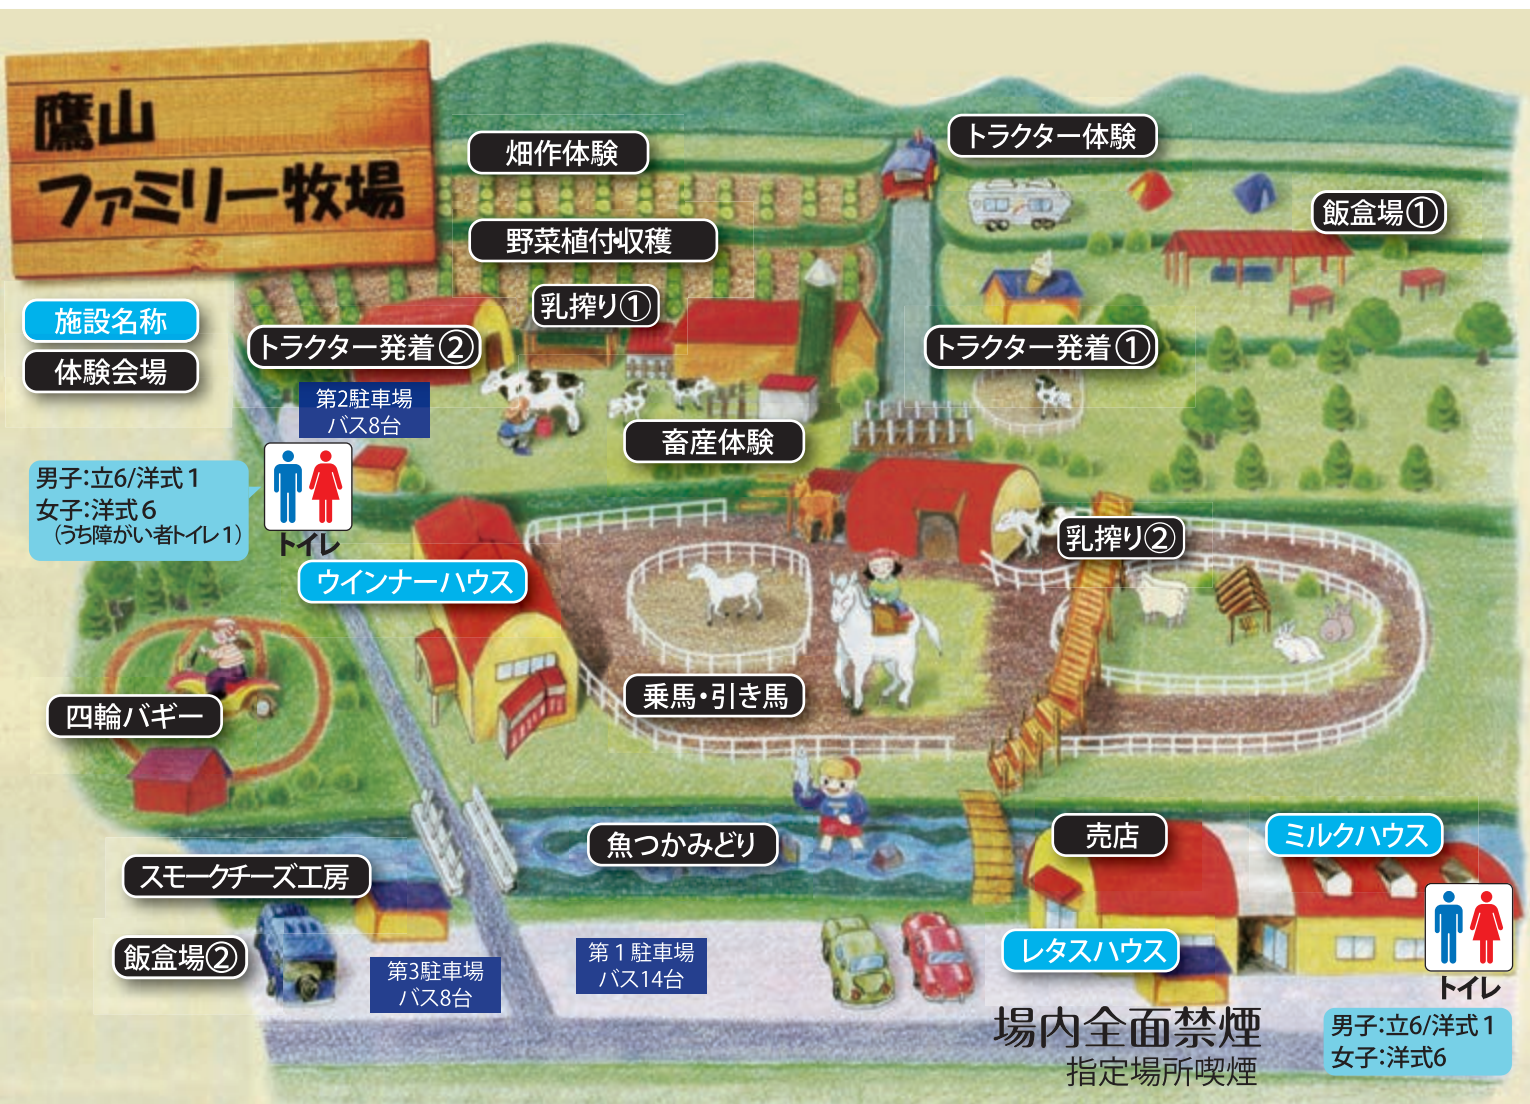 鷹山
ファミリー牧場
施設名称
体験会場
畑作体験
トラクター体験
飯盒場①
野菜植付・収穫
乳搾り①
トラクター発着②
トラクター発着①
第2駐車場
バス8台
畜産体験
男子：立6/洋式1
女子：洋式6
（うち障がい者トイレ1）
トイレ
ウインナーハウス
乳搾り②
四輪バギー
乗馬・引き馬
魚つかみどり
売店
ミルクハウス
スモークチーズ工房
飯盒場②
第3駐車場
バス8台
第1駐車場
バス14台
レタスハウス
トイレ
場内全面禁煙
指定場所喫煙
男子：立6/洋式1
女子：洋式6